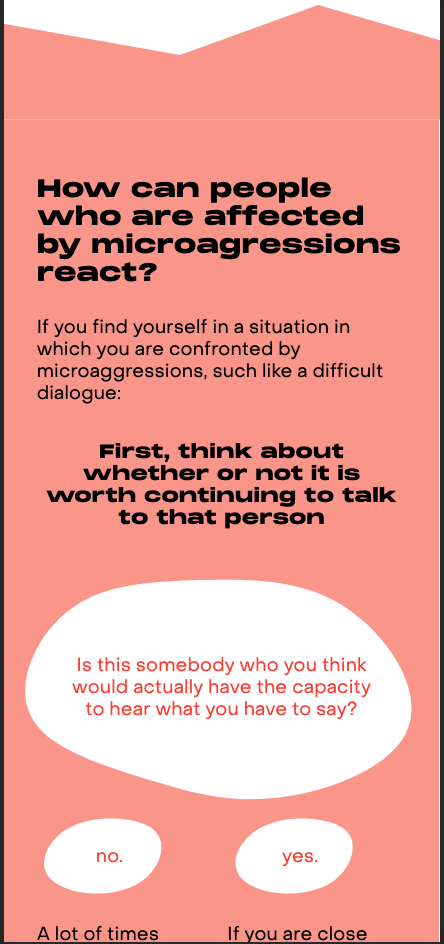 How can people
who are affected
by microagressions
react?
If you find yourself in a situation in
which you are confronted by
microaggressions, such like a difficult
dialogue:
First, think about
whether or not it is
worth continuing to talk
to that person
Is this somebody who you think
would actually have the capacity
to hear what you have to say?
no.
yes.
A lot of times
If you are close